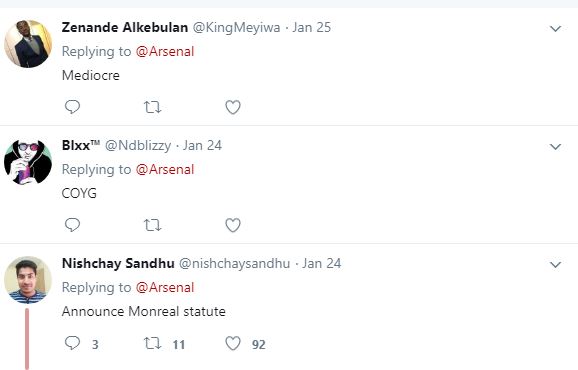 Zenande Alkebulan @KingMeyiwa · Jan 25
Replying to @Arsenal
Mediocre
Blxx™ @Ndblizzy · Jan 24
Replying to @Arsenal
COYG
Nishchay Sandhu @nishchaysandhu · Jan 24
Replying to @Arsenal
Announce Monreal statute
3 11 92